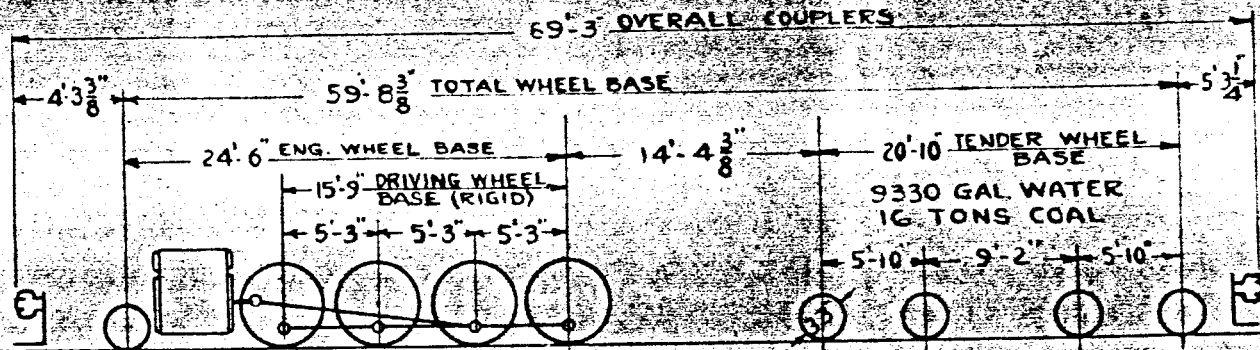 69'-3" OVERALL COUPLERS
4'-3 3/8"
59'-8 3/8" TOTAL WHEEL BASE
5'3 1/4"
24'-6" ENG. WHEEL BASE
14'-4 3/8"
20'-10" TENDER WHEEL
BASE
15'-9" DRIVING WHEEL
BASE (RIGID)
9330 GAL WATER
16 TONS COAL
5'-3" 5'-3" 5'-3"
5'-10" 9'-2" 5'-10"
33"